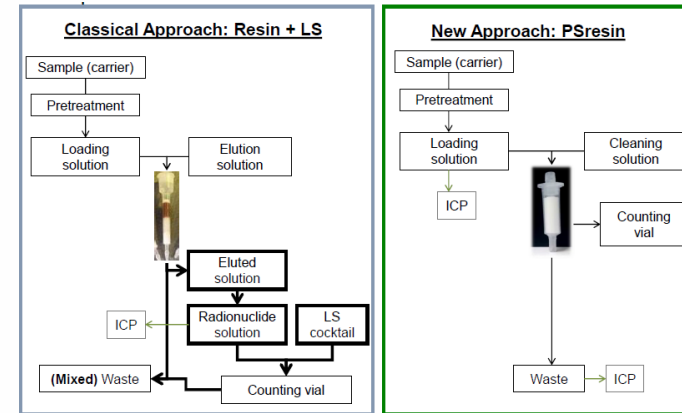 Classical Approach: Resin + LS
Sample (carrier)
Pretreatment
Loading
solution
Elution
solution
Eluted
solution
ICP
Radionuclide
solution
LS
cocktail
(Mixed) Waste
Counting vial
New Approach: PSresin
Sample (carrier)
Pretreatment
Loading
solution
Cleaning
solution
ICP
Counting
vial
Waste
ICP